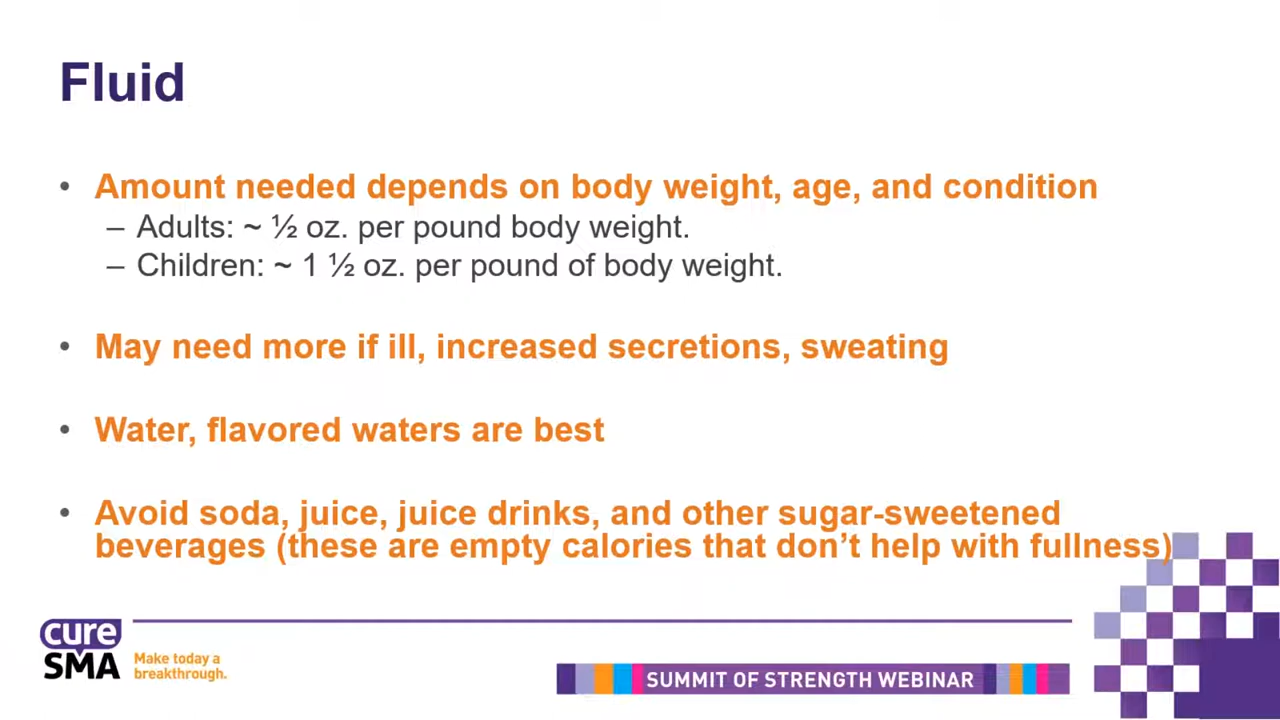 Fluid
• Amount needed depends on body weight, age, and condition
– Adults: ~ ½ oz. per pound body weight.
– Children: ~ 1 ½ oz. per pound of body weight.
• May need more if ill, increased secretions, sweating
• Water, flavored waters are best
• Avoid soda, juice, juice drinks, and other sugar-sweetened
beverages (these are empty calories that don’t help with fullness)
cure
SMA
Make today a
breakthrough.
SUMMIT OF STRENGTH WEBINAR